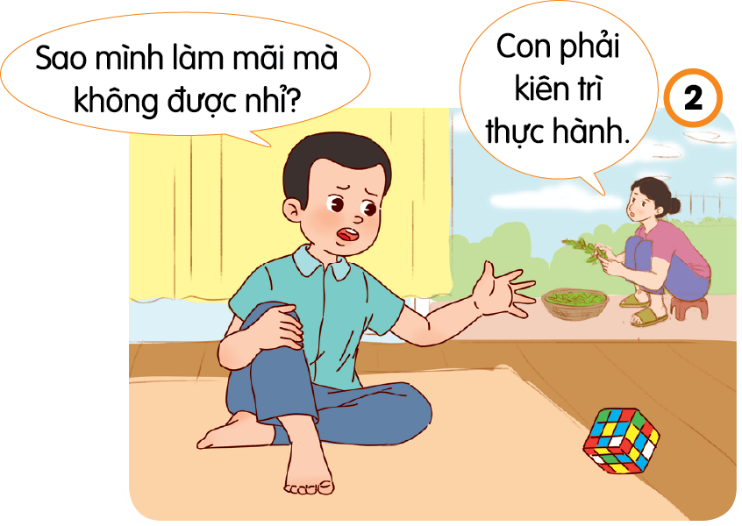 Sao mình làm mãi mà
không được nhỉ?
Con phải
kiên trì
thực hành.
2